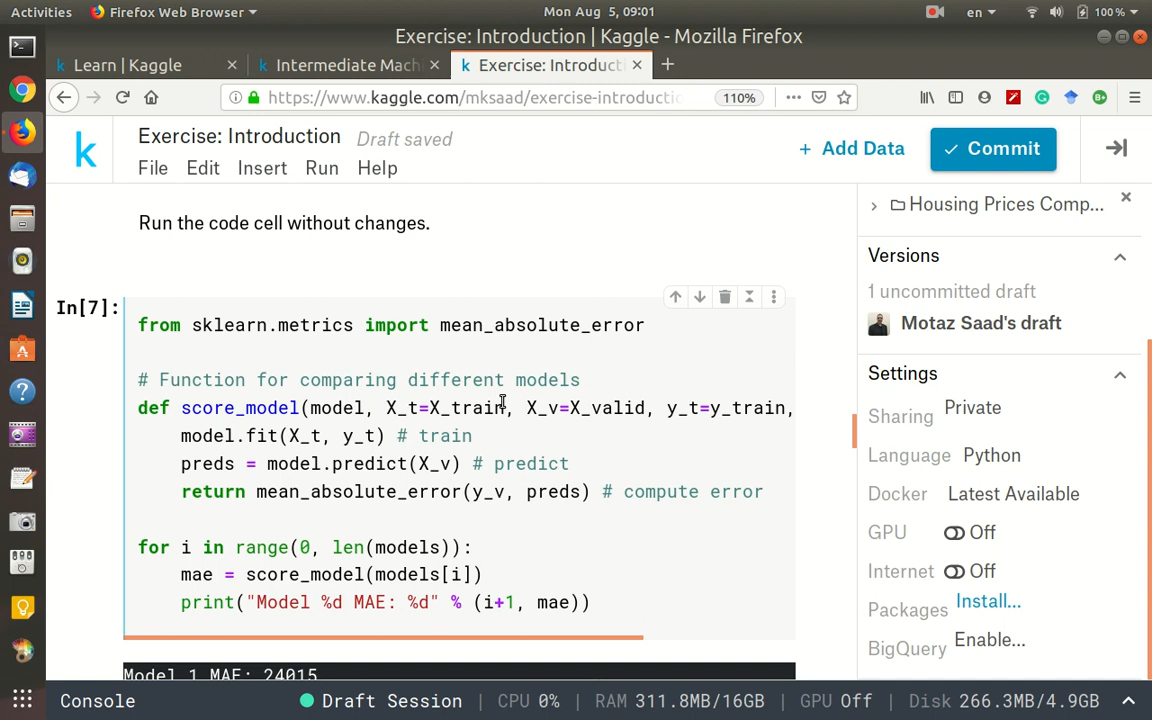 Activities Firefox Web Browser Mon Aug 5, 09:01 en 100%
Exercise: Introduction | Kaggle - Mozilla Firefox
k Learn | Kaggle × k Intermediate Mach × k Exercise: Introducti × +
https://www.kaggle.com/mksaad/exercise-introductio 110%
k Exercise: Introduction Draft saved
File Edit Insert Run Help
+ Add Data
Commit
Run the code cell without changes.
In[7]:
from sklearn.metrics import mean_absolute_error
# Function for comparing different models
def score_model(model, X_t=X_train, X_v=X_valid, y_t=y_train,
model.fit(X_t, y_t) # train
preds = model.predict(X_v) # predict
return mean_absolute_error(y_v, preds) # compute error
for i in range(0, len(models)):
mae = score_model(models[i])
print("Model %d MAE: %d" % (i+1, mae))
Model 1 MAE: 24015
Housing Prices Comp...
Versions
1 uncommitted draft
Motaz Saad's draft
Settings
Sharing Private
Language Python
Docker Latest Available
GPU Off
Internet Off
Packages Install...
BigQuery Enable...
Console Draft Session | CPU 0% | RAM 311.8MB/16GB | GPU Off | Disk 266.3MB/4.9GB